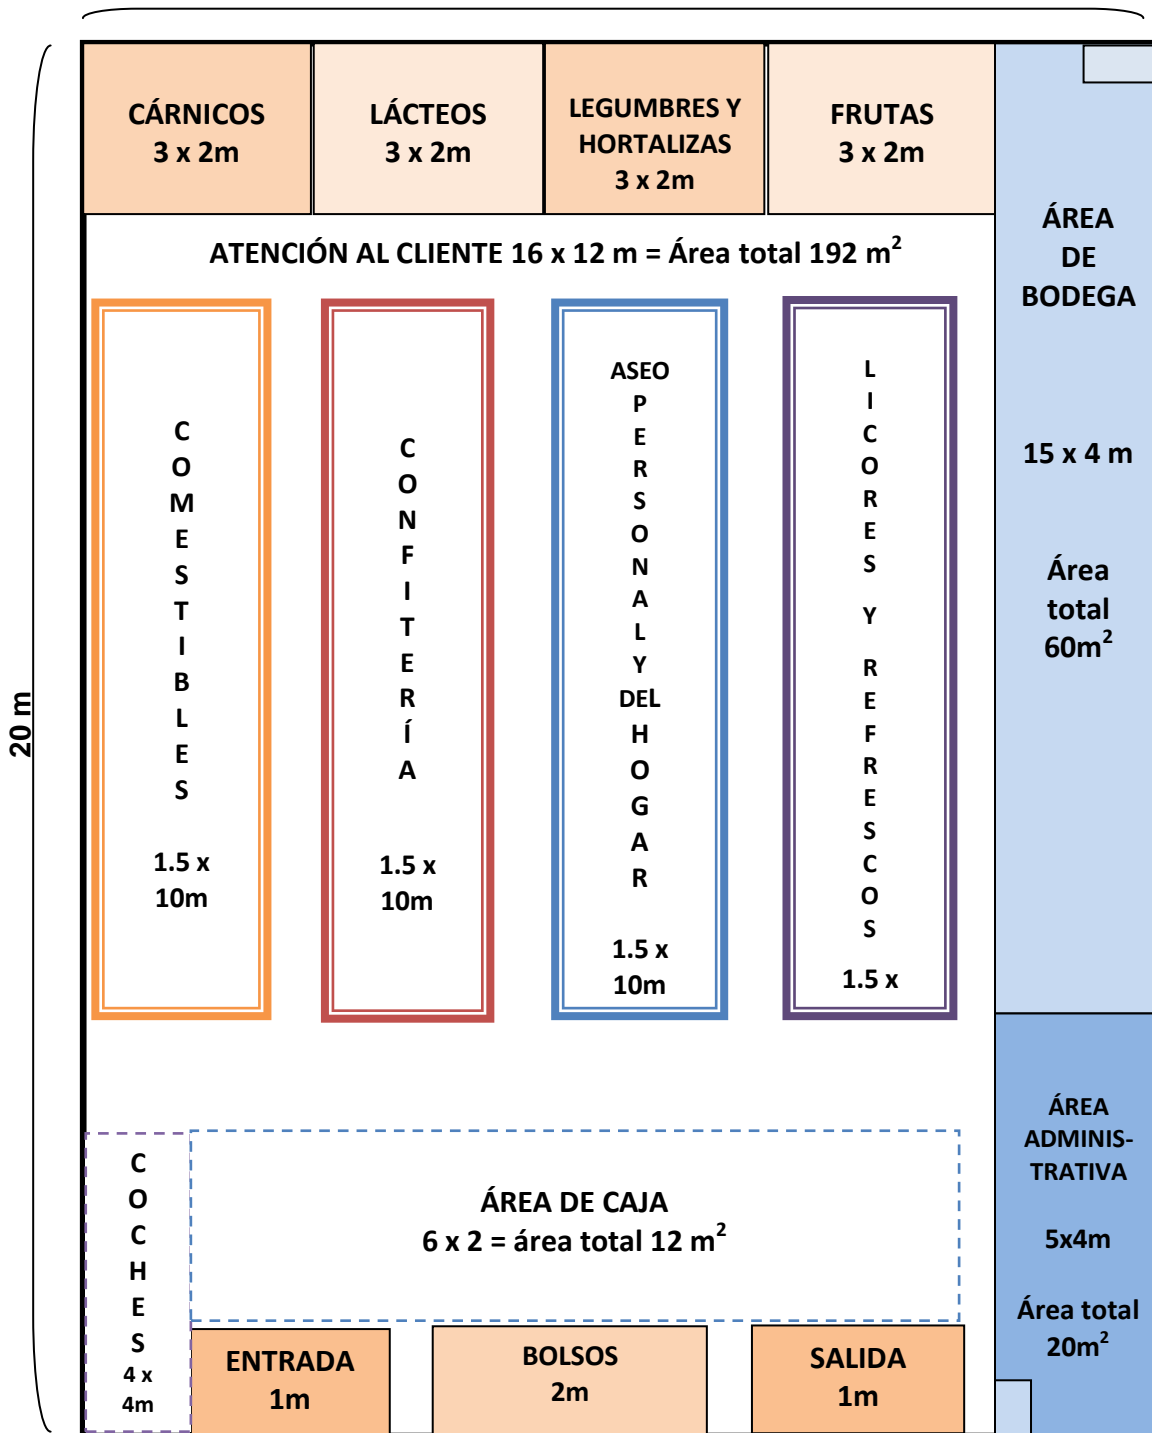 CÁRNICOS
3 x 2m
LÁCTEOS
3 x 2m
LEGUMBRES Y
HORTALIZAS
3 x 2m
FRUTAS
3 x 2m
ÁREA
DE
BODEGA
15 x 4 m
Área
total
60m²
ATENCIÓN AL CLIENTE 16 x 12 m = Área total 192 m²
20 m
C
O
M
E
S
T
I
B
L
E
S
1.5 x
10m
C
O
N
F
I
T
E
R
Í
A
1.5 x
10m
ASEO
P
E
R
S
O
N
A
L
Y
DEL
H
O
G
A
R
1.5 x
10m
L
I
C
O
R
E
S
Y
R
E
F
R
E
S
C
O
S
1.5 x
ÁREA
ADMINIS-
TRATIVA
5x4m
Área total
20m²
C
O
C
H
E
S
4 x
4m
ÁREA DE CAJA
6 x 2 = área total 12 m²
ENTRADA
1m
BOLSOS
2m
SALIDA
1m